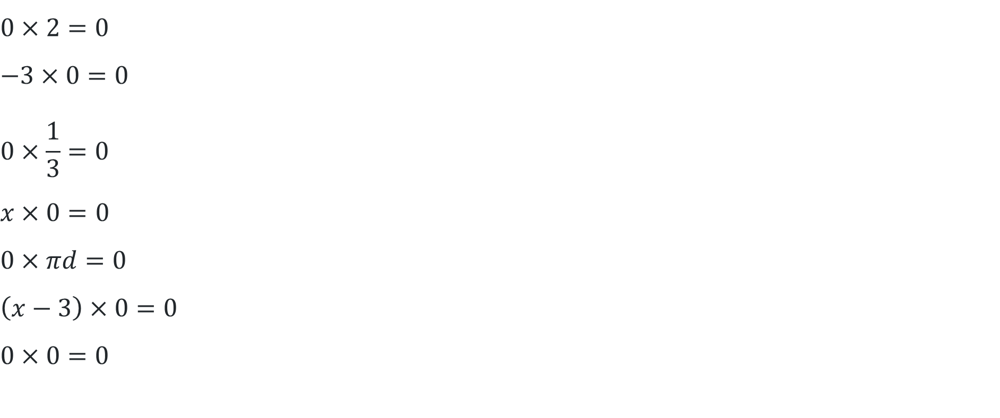 0 × 2 = 0
−3 × 0 = 0
0 × 1/3 = 0
x × 0 = 0
0 × πd = 0
(x − 3) × 0 = 0
0 × 0 = 0